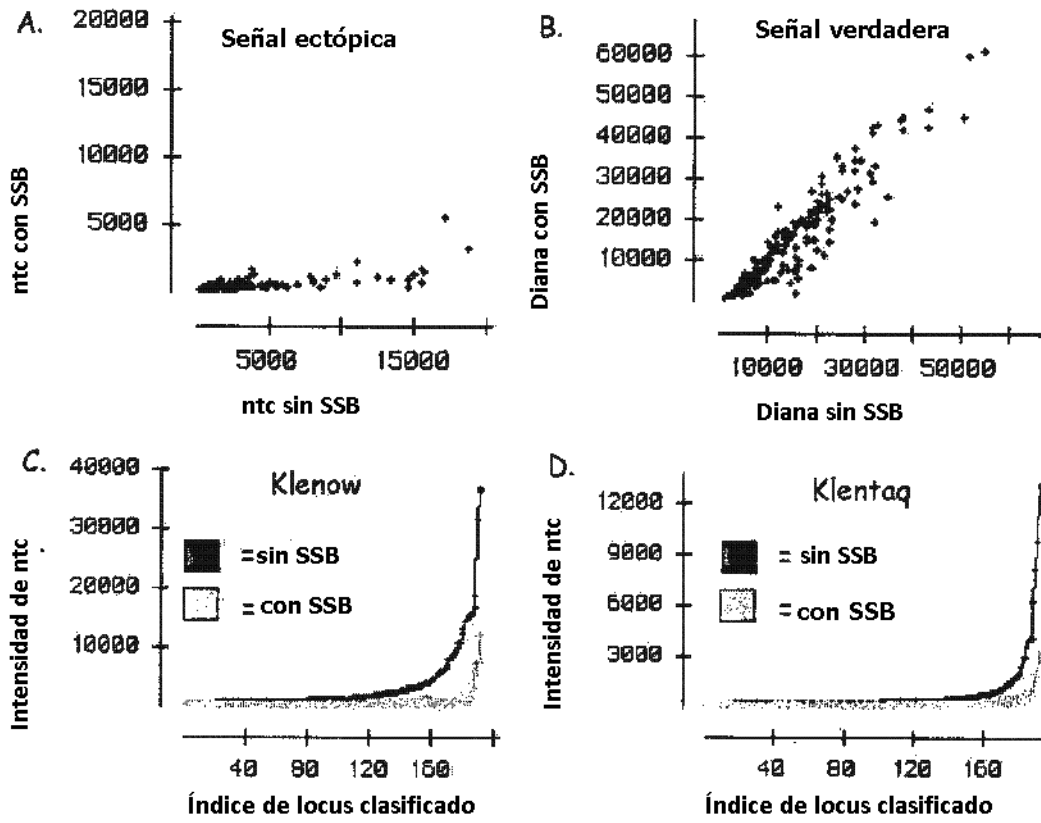 A.
Señal ectópica
20000
15000
10000
5000
ntc con SSB
5000 15000
ntc sin SSB
B.
Señal verdadera
60000
50000
40000
30000
20000
10000
Diana con SSB
10000 30000 50000
Diana sin SSB
C.
Klenow
40000
30000
20000
10000
Intensidad de ntc
= sin SSB
= con SSB
40 80 120 160
Índice de locus clasificado
D.
Klentaq
12000
9000
6000
3000
Intensidad de ntc
= sin SSB
= con SSB
40 80 120 160
Índice de locus clasificado